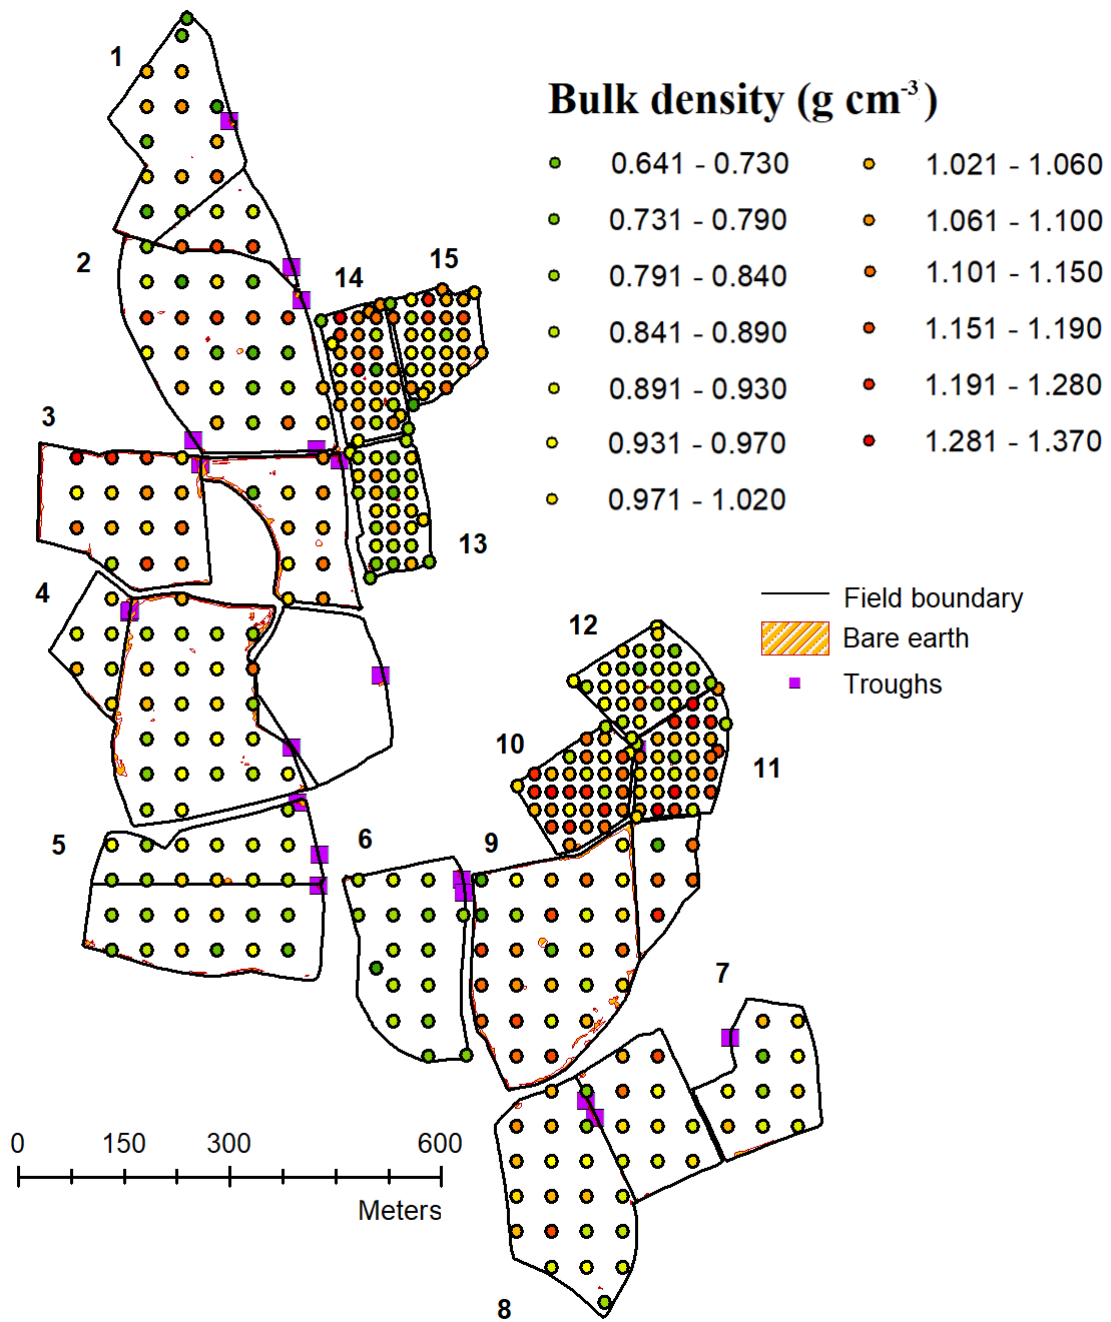 1
Bulk density (g cm-3)
0.641 - 0.730
1.021 - 1.060
0.731 - 0.790
1.061 - 1.100
2
14
15
0.791 - 0.840
1.101 - 1.150
0.841 - 0.890
1.151 - 1.190
0.891 - 0.930
1.191 - 1.280
3
0.931 - 0.970
1.281 - 1.370
0.971 - 1.020
13
4
Field boundary
12
Bare earth
Troughs
10
11
5
6
9
7
0
150
300
600
Meters
8